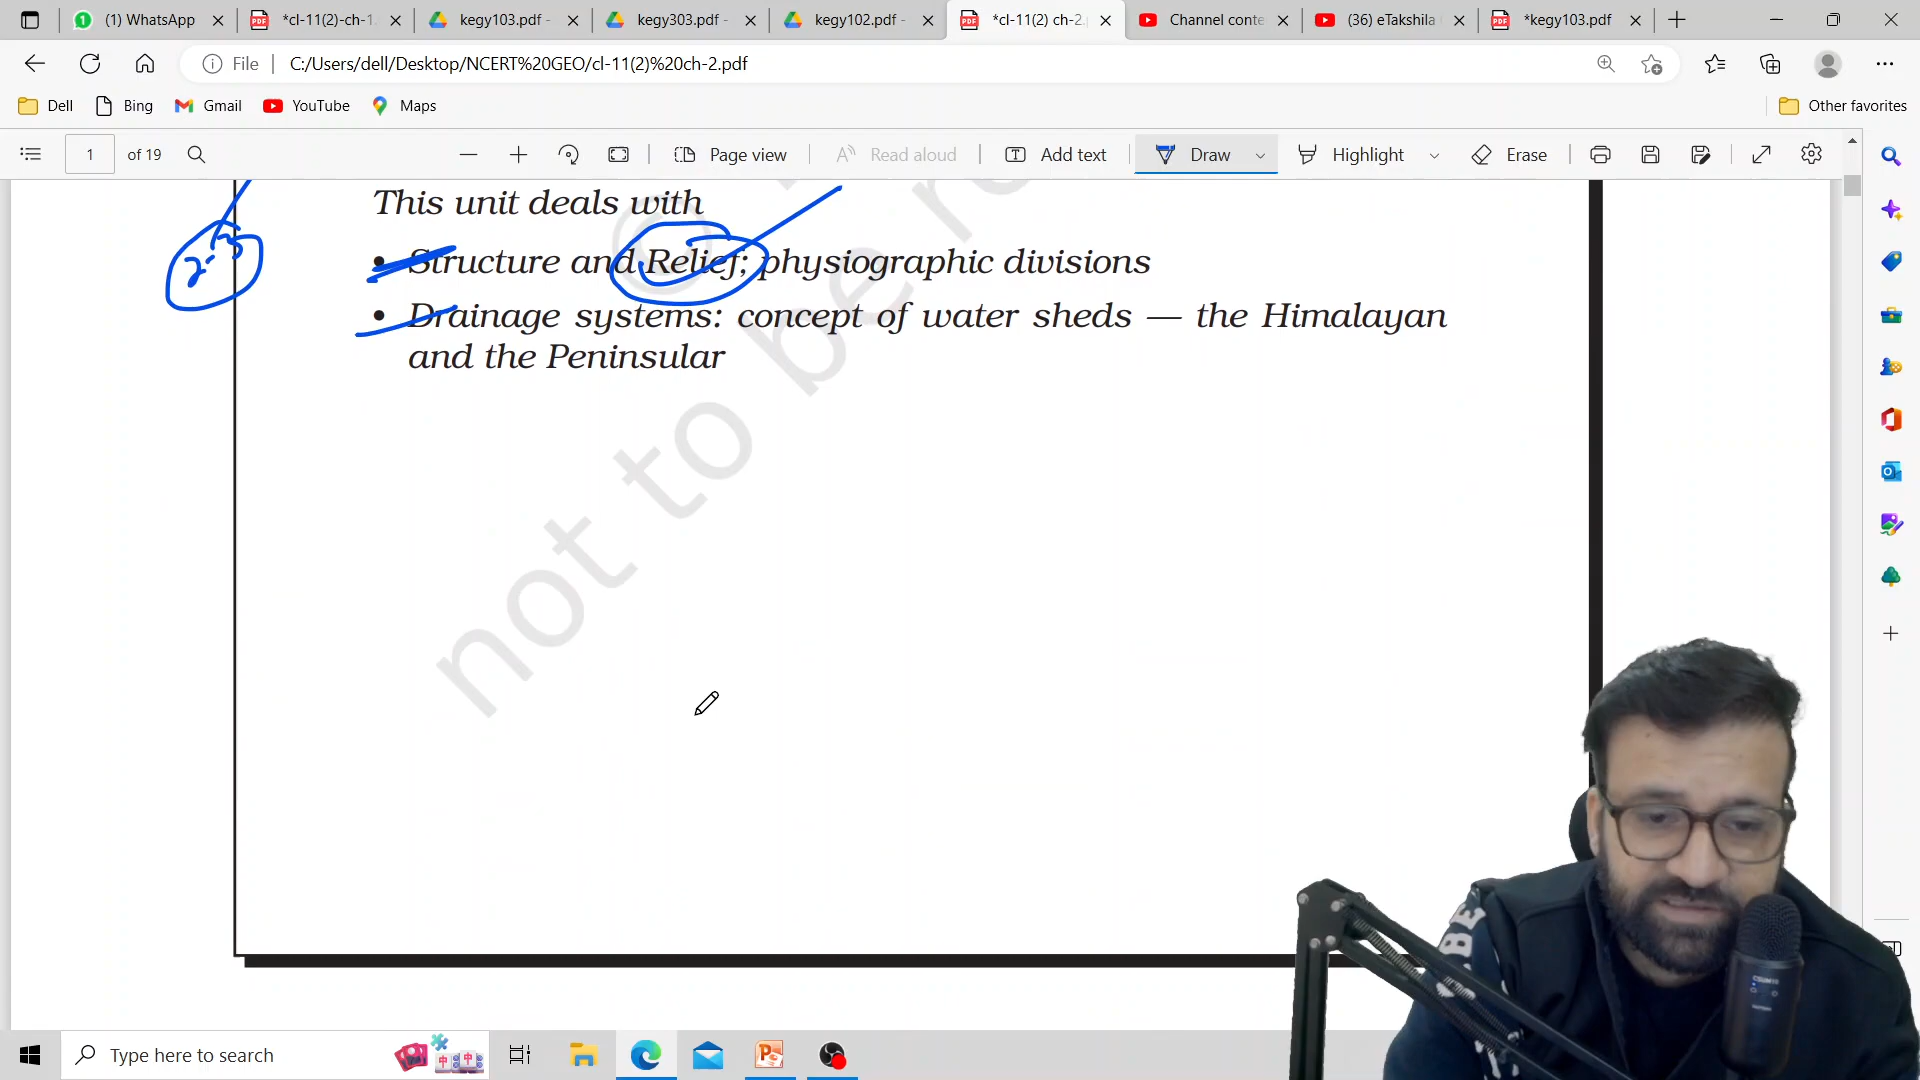 (1) WhatsApp
*cl-11(2)-ch-1.
kegy103.pdf -
kegy303.pdf -
kegy102.pdf -
*cl-11(2) ch-2.
Channel conte
(36) eTakshila
*kegy103.pdf
File
C:/Users/dell/Desktop/NCERT%20GEO/cl-11(2)%20ch-2.pdf
Dell
Bing
Gmail
YouTube
Maps
Other favorites
1
of 19
Page view
Read aloud
Add text
Draw
Highlight
Erase
This unit deals with
• Structure and Relief; physiographic divisions
• Drainage systems: concept of water sheds — the Himalayan
and the Peninsular
2-3
© 
not to be re
BE
Type here to search